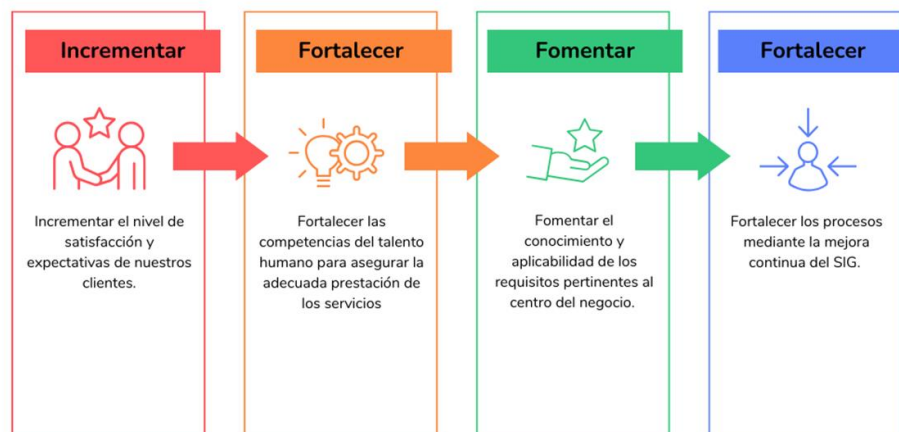 Incrementar
Incrementar el nivel de
satisfacción y
expectativas de nuestros
clientes.
Fortalecer
Fortalecer las
competencias del talento
humano para asegurar la
adecuada prestación de
los servicios
Fomentar
Fomentar el
conocimiento y
aplicabilidad de los
requisitos pertinentes al
centro del negocio.
Fortalecer
Fortalecer los procesos
mediante la mejora
continua del SIG.